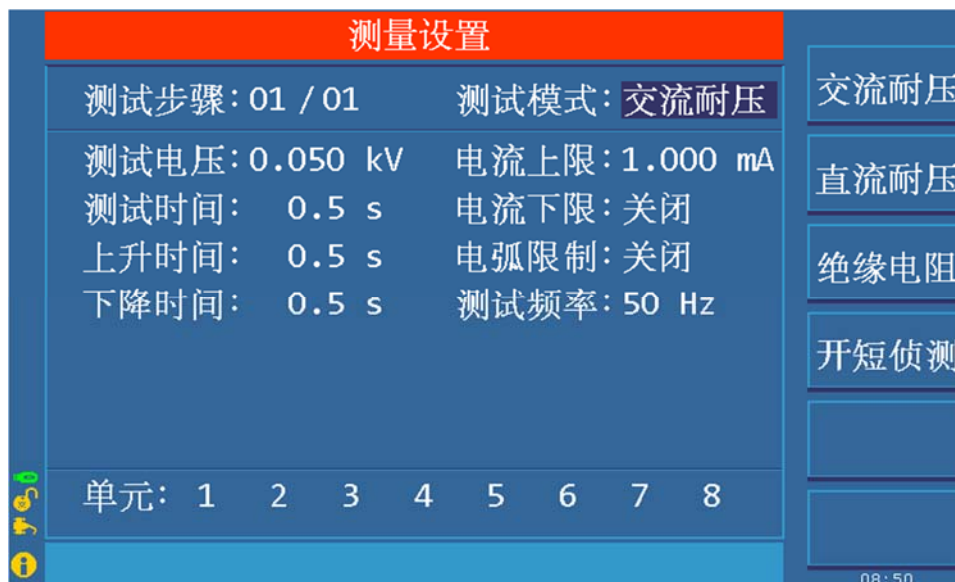 测量设置
测试步骤：01 / 01 测试模式：交流耐压
测试电压：0.050 kV 电流上限：1.000 mA
测试时间： 0.5 s 电流下限：关闭
上升时间： 0.5 s 电弧限制：关闭
下降时间： 0.5 s 测试频率：50 Hz
单元： 1 2 3 4 5 6 7 8
交流耐压
直流耐压
绝缘电阻
开短侦测
08:50